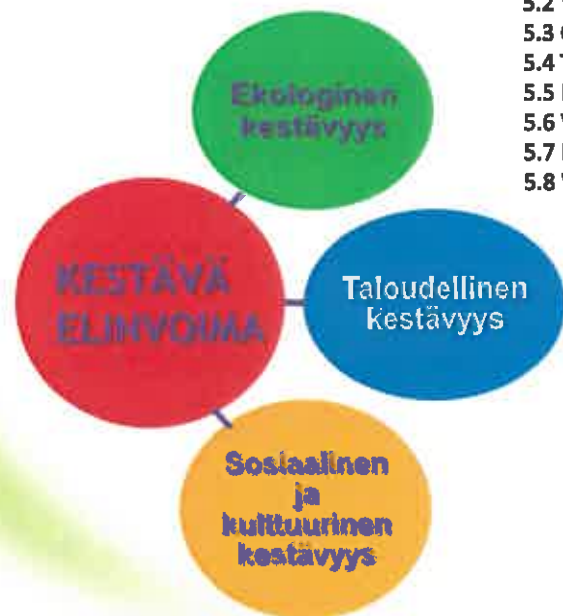 5.2
5.3
5.4
5.5
5.6
5.7
5.8
Ekologinen
kestävyys
KESTÄVÄ
ELINVOIMA
Taloudellinen
kestävyys
Sosiaalinen
ja
kulttuurinen
kestävyys